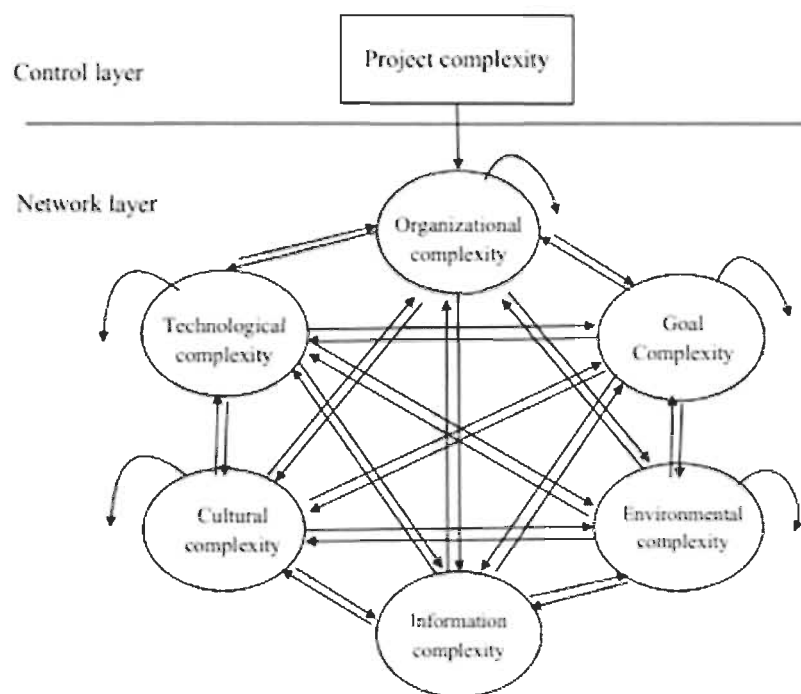 Project complexity
Control layer
Network layer
Organizational
complexity
Technological
complexity
Goal
Complexity
Cultural
complexity
Environmental
complexity
Information
complexity